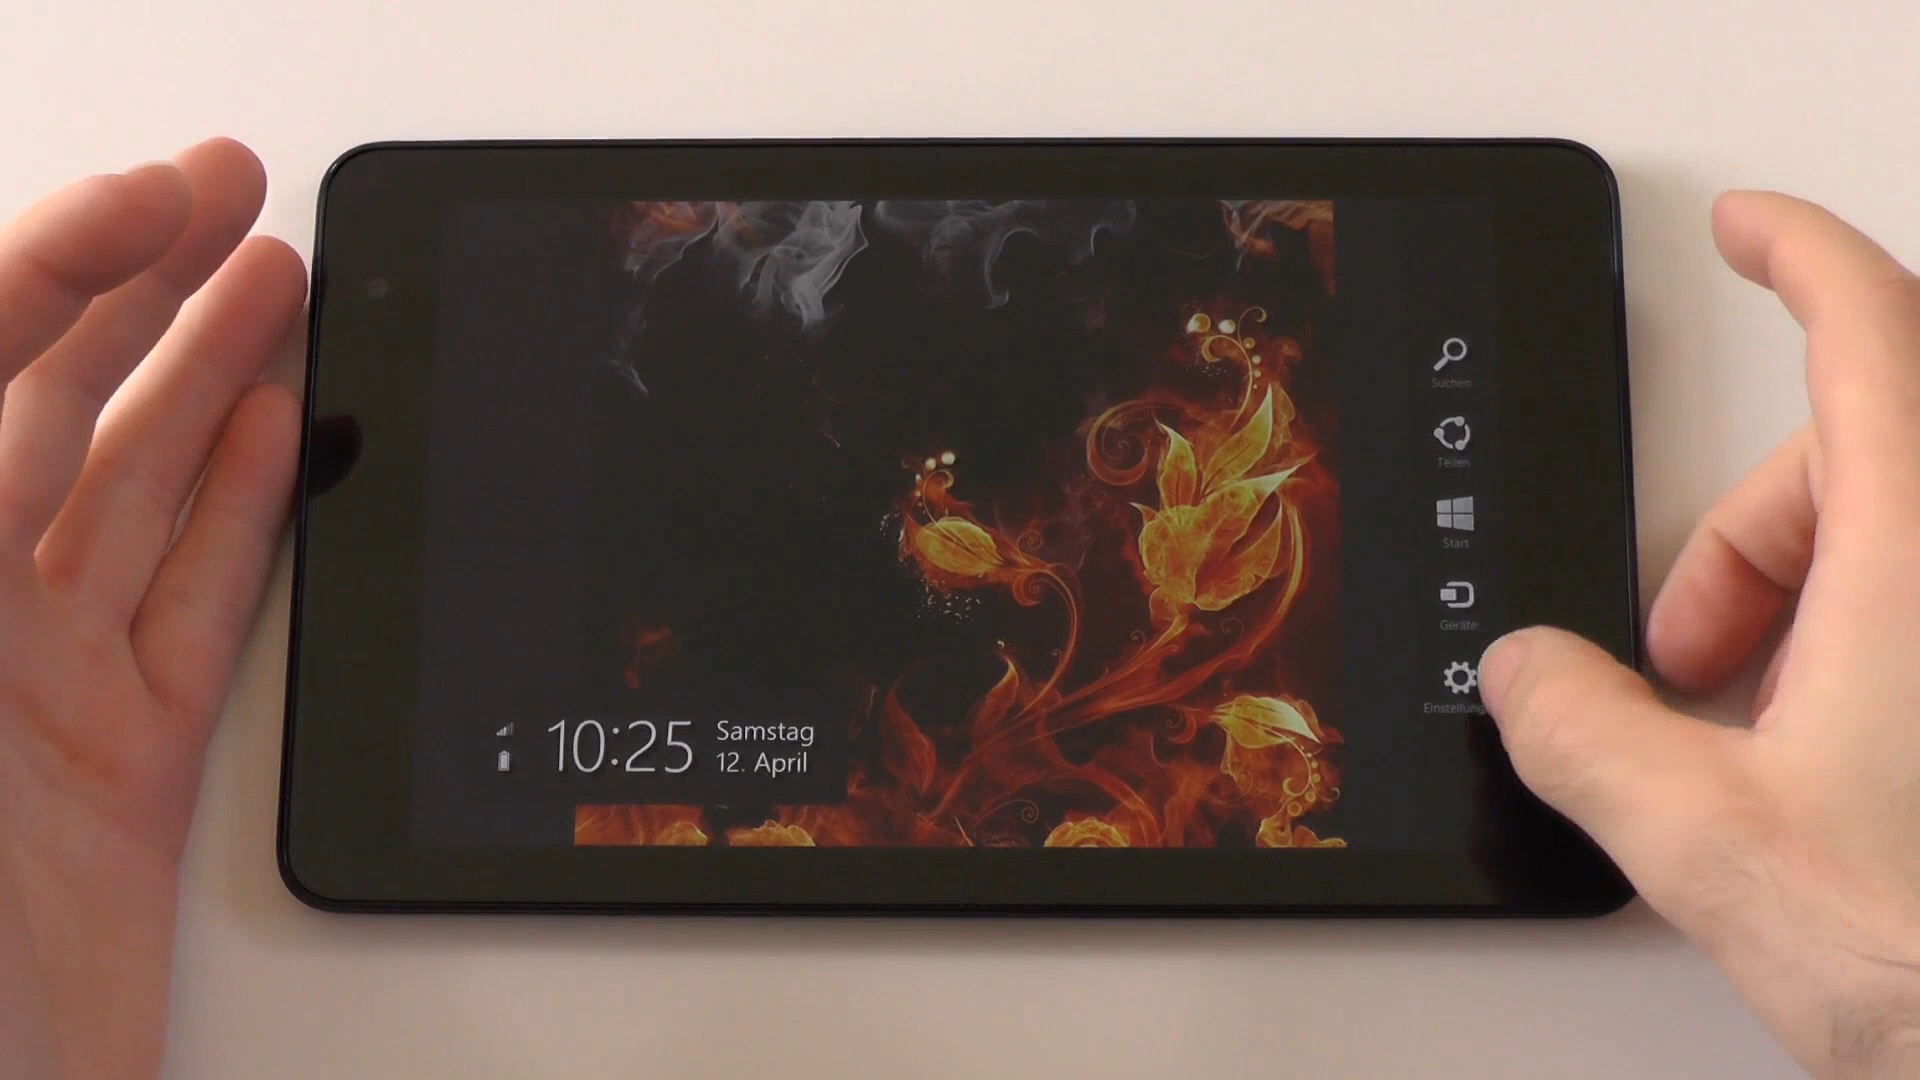 Suchen
Teilen
Start
Geräte
10:25
Samstag
12. April